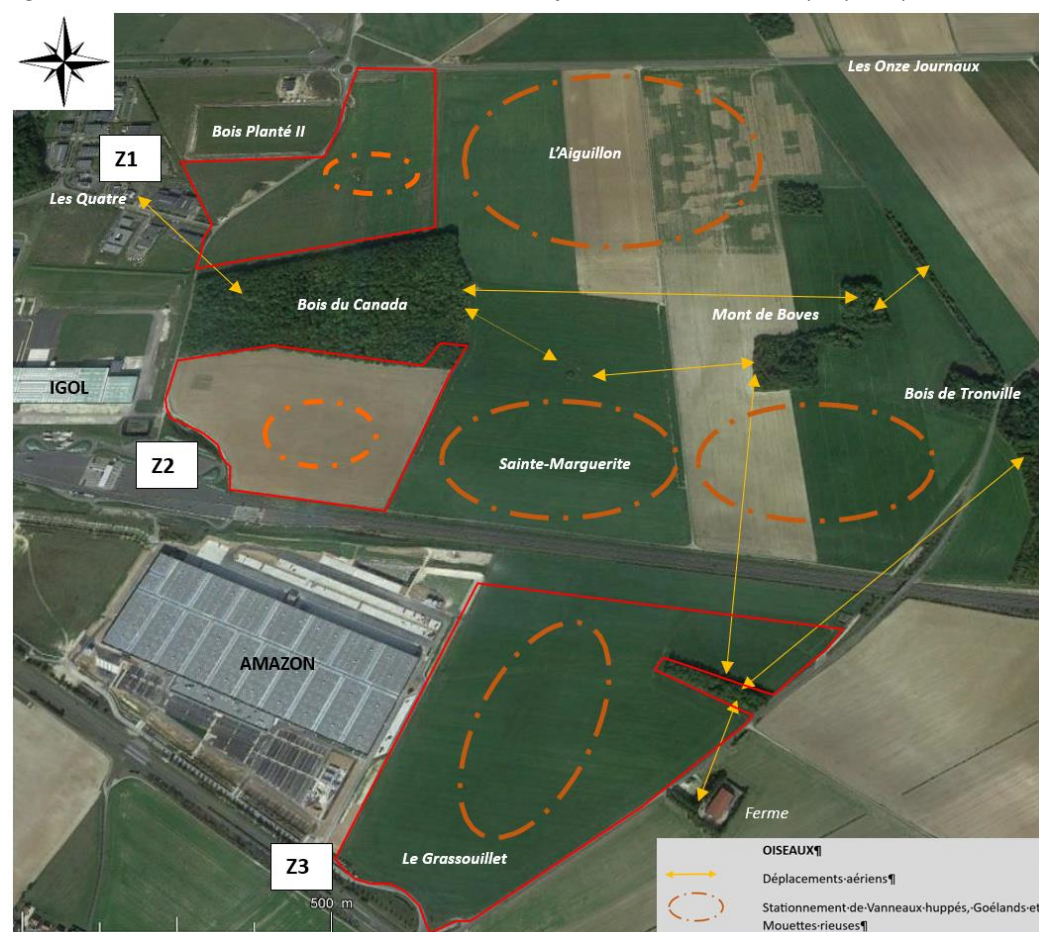 Les Onze Journaux
Bois Planté II
L'Aiguillon
Z1
Les Quatre
Bois du Canada
Mont de Boves
IGOL
Bois de Tronville
Z2
Sainte-Marguerite
AMAZON
Ferme
Le Grassouillet
Z3
500 m
OISEAUX¶
Déplacements·aériens¶
Stationnement·de·Vanneaux·huppés,·Goélands·et
Mouettes·rieuses¶